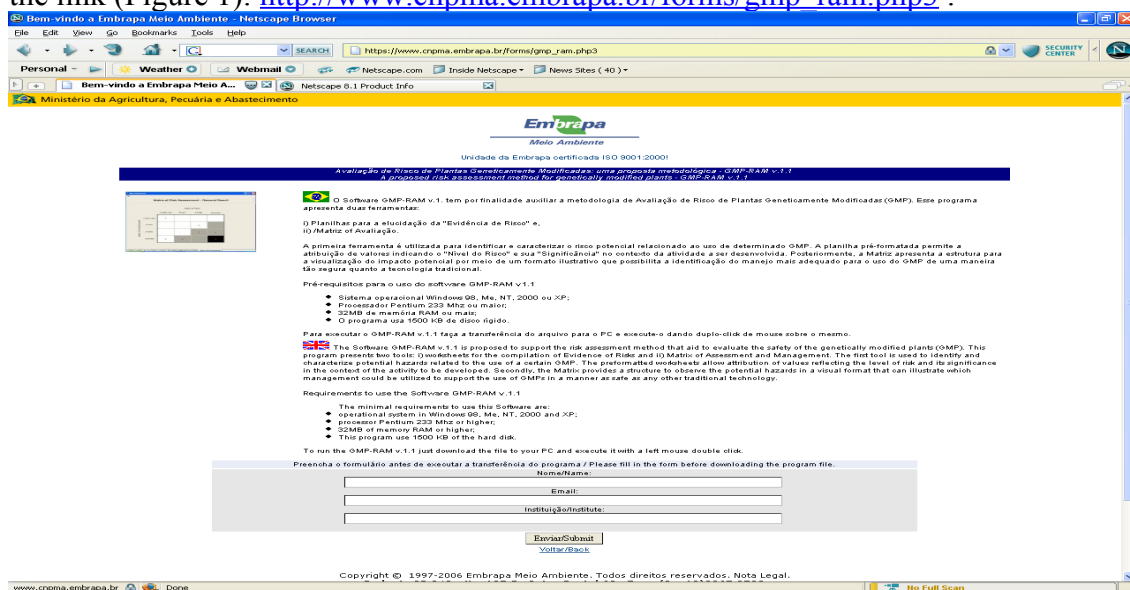 the link (Figure 1): http://www.cnpma.embrapa.br/forms/gmp_ram.php3 .
Bem-vindo a Embrapa Meio Ambiente - Netscape Browser
File Edit View Go Bookmarks Tools Help
SEARCH https://www.cnpma.embrapa.br/forms/gmp_ram.php3 SECURITY CENTER
Personal Weather Webmail Netscape.com Inside Netscape News Sites ( 40 )
Bem-vindo a Embrapa Meio A... Netscape 8.1 Product Info
Ministério da Agricultura, Pecuária e Abastecimento
Embrapa
Meio Ambiente
Unidade da Embrapa certificada ISO 9001:2000!
Avaliação de Risco de Plantas Geneticamente Modificadas: uma proposta metodológica - GMP-RAM v.1.1
A proposed risk assessment method for genetically modified plants - GMP-RAM v.1.1
O Software GMP-RAM v.1. tem por finalidade auxiliar a metodologia de Avaliação de Risco de Plantas Geneticamente Modificadas (GMP). Esse programa
apresenta duas ferramentas:
i) Planilhas para a elucidação da "Evidência de Risco" e,
ii) /Matriz of Avaliação.
A primeira ferramenta é utilizada para identificar e caracterizar o risco potencial relacionado ao uso de determinado GMP. A planilha pré-formatada permite a
atribuição de valores indicando o "Nível do Risco" e sua "Significância" no contexto da atividade a ser desenvolvida. Posteriormente, a Matriz apresenta a estrutura para
a visualização do impacto potencial por meio de um formato ilustrativo que possibilita a identificação do manejo mais adequado para o uso do GMP de uma maneira
tão segura quanto a tecnologia tradicional.
Pré-requisitos para o uso do software GMP-RAM v1.1
Sistema operacional Windows 98, Me, NT, 2000 ou XP;
Processador Pentium 233 Mhz ou maior;
32MB de memória RAM ou mais;
O programa usa 1500 KB de disco rígido.
Para executar o GMP-RAM v.1.1 faça a transferência do arquivo para o PC e execute-o dando duplo-click de mouse sobre o mesmo.
The Software GMP-RAM v.1.1 is proposed to support the risk assessment method that aid to evaluate the safety of the genetically modified plants (GMP). This
program presents two tools: i) worksheets for the compilation of Evidence of Risks and ii) Matrix of Assessment and Management. The first tool is used to identify and
characterize potential hazards related to the use of a certain GMP. The preformatted worksheets allow attribution of values reflecting the level of risk and its significance
in the context of the activity to be developed. Secondly, the Matrix provides a structure to observe the potential hazards in a visual format that can illustrate which
management could be utilized to support the use of GMPs in a manner as safe as any other traditional technology.
Requirements to use the Software GMP-RAM v.1.1
The minimal requirements to use this Software are:
operational system in Windows 98, Me, NT, 2000 and XP;
processor Pentium 233 Mhz or higher;
32MB of memory RAM or higher;
This program use 1500 KB of the hard disk.
To run the GMP-RAM v.1.1 just download the file to your PC and execute it with a left mouse double click.
Preencha o formulário antes de executar a transferência do programa / Please fill in the form before downloading the program file.
Nome/Name:
Email:
Instituição/Institute:
Enviar/Submit
Voltar/Back
Copyright © 1997-2006 Embrapa Meio Ambiente. Todos direitos reservados. Nota Legal.
www.cnpma.embrapa.br Done No Full Scan